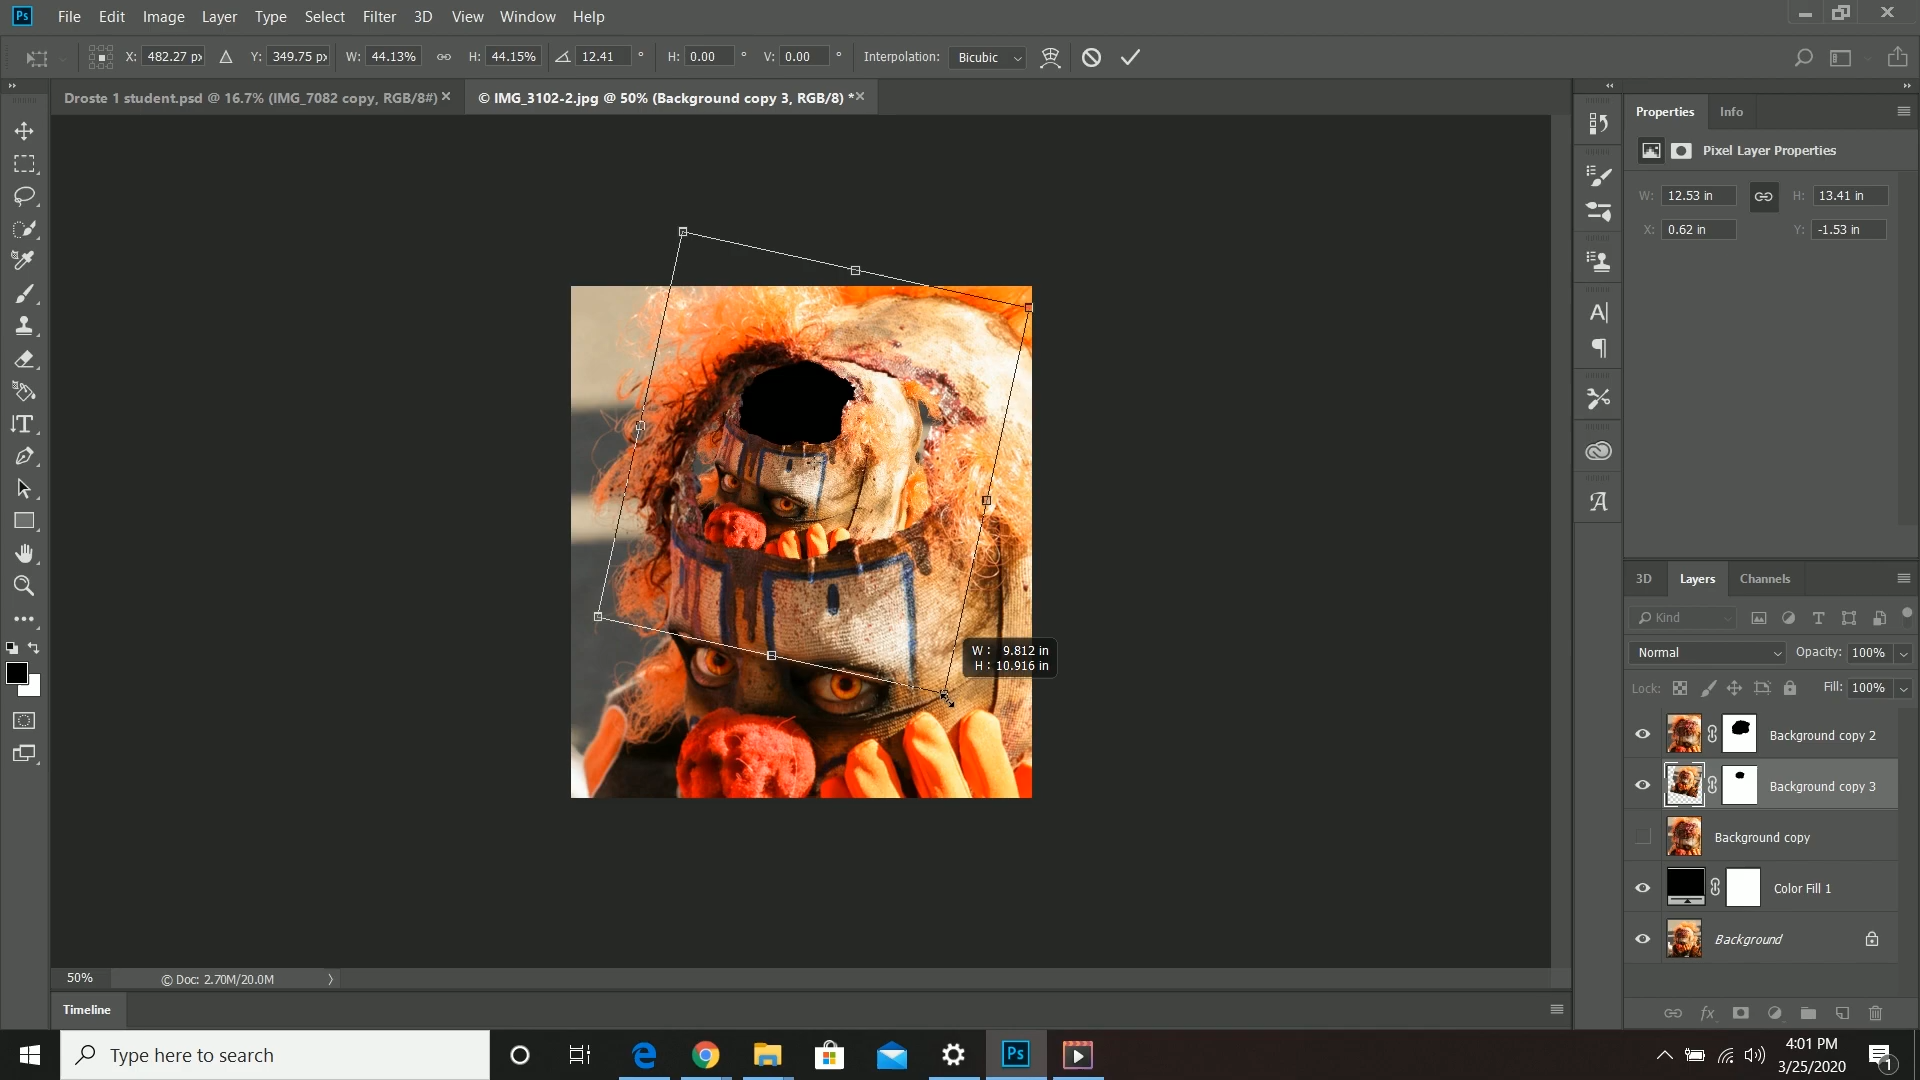 Ps File Edit Image Layer Type Select Filter 3D View Window Help
X: 482.27 px Y: 349.75 px W: 44.13% H: 44.15% 12.41 ° H: 0.00 ° V: 0.00 ° Interpolation: Bicubic
Droste 1 student.psd @ 16.7% (IMG_7082 copy, RGB/8#) × © IMG_3102-2.jpg @ 50% (Background copy 3, RGB/8) * ×
Properties Info
Pixel Layer Properties
W: 12.53 in H: 13.41 in
X: 0.62 in Y: -1.53 in
W : 9.812 in
H : 10.916 in
3D Layers Channels
Kind
Normal Opacity: 100%
Lock: Fill: 100%
Background copy 2
Background copy 3
Background copy
Color Fill 1
Background
fx
50% © Doc: 2.70M/20.0M
Timeline
Type here to search
Ps
4:01 PM
3/25/2020
1